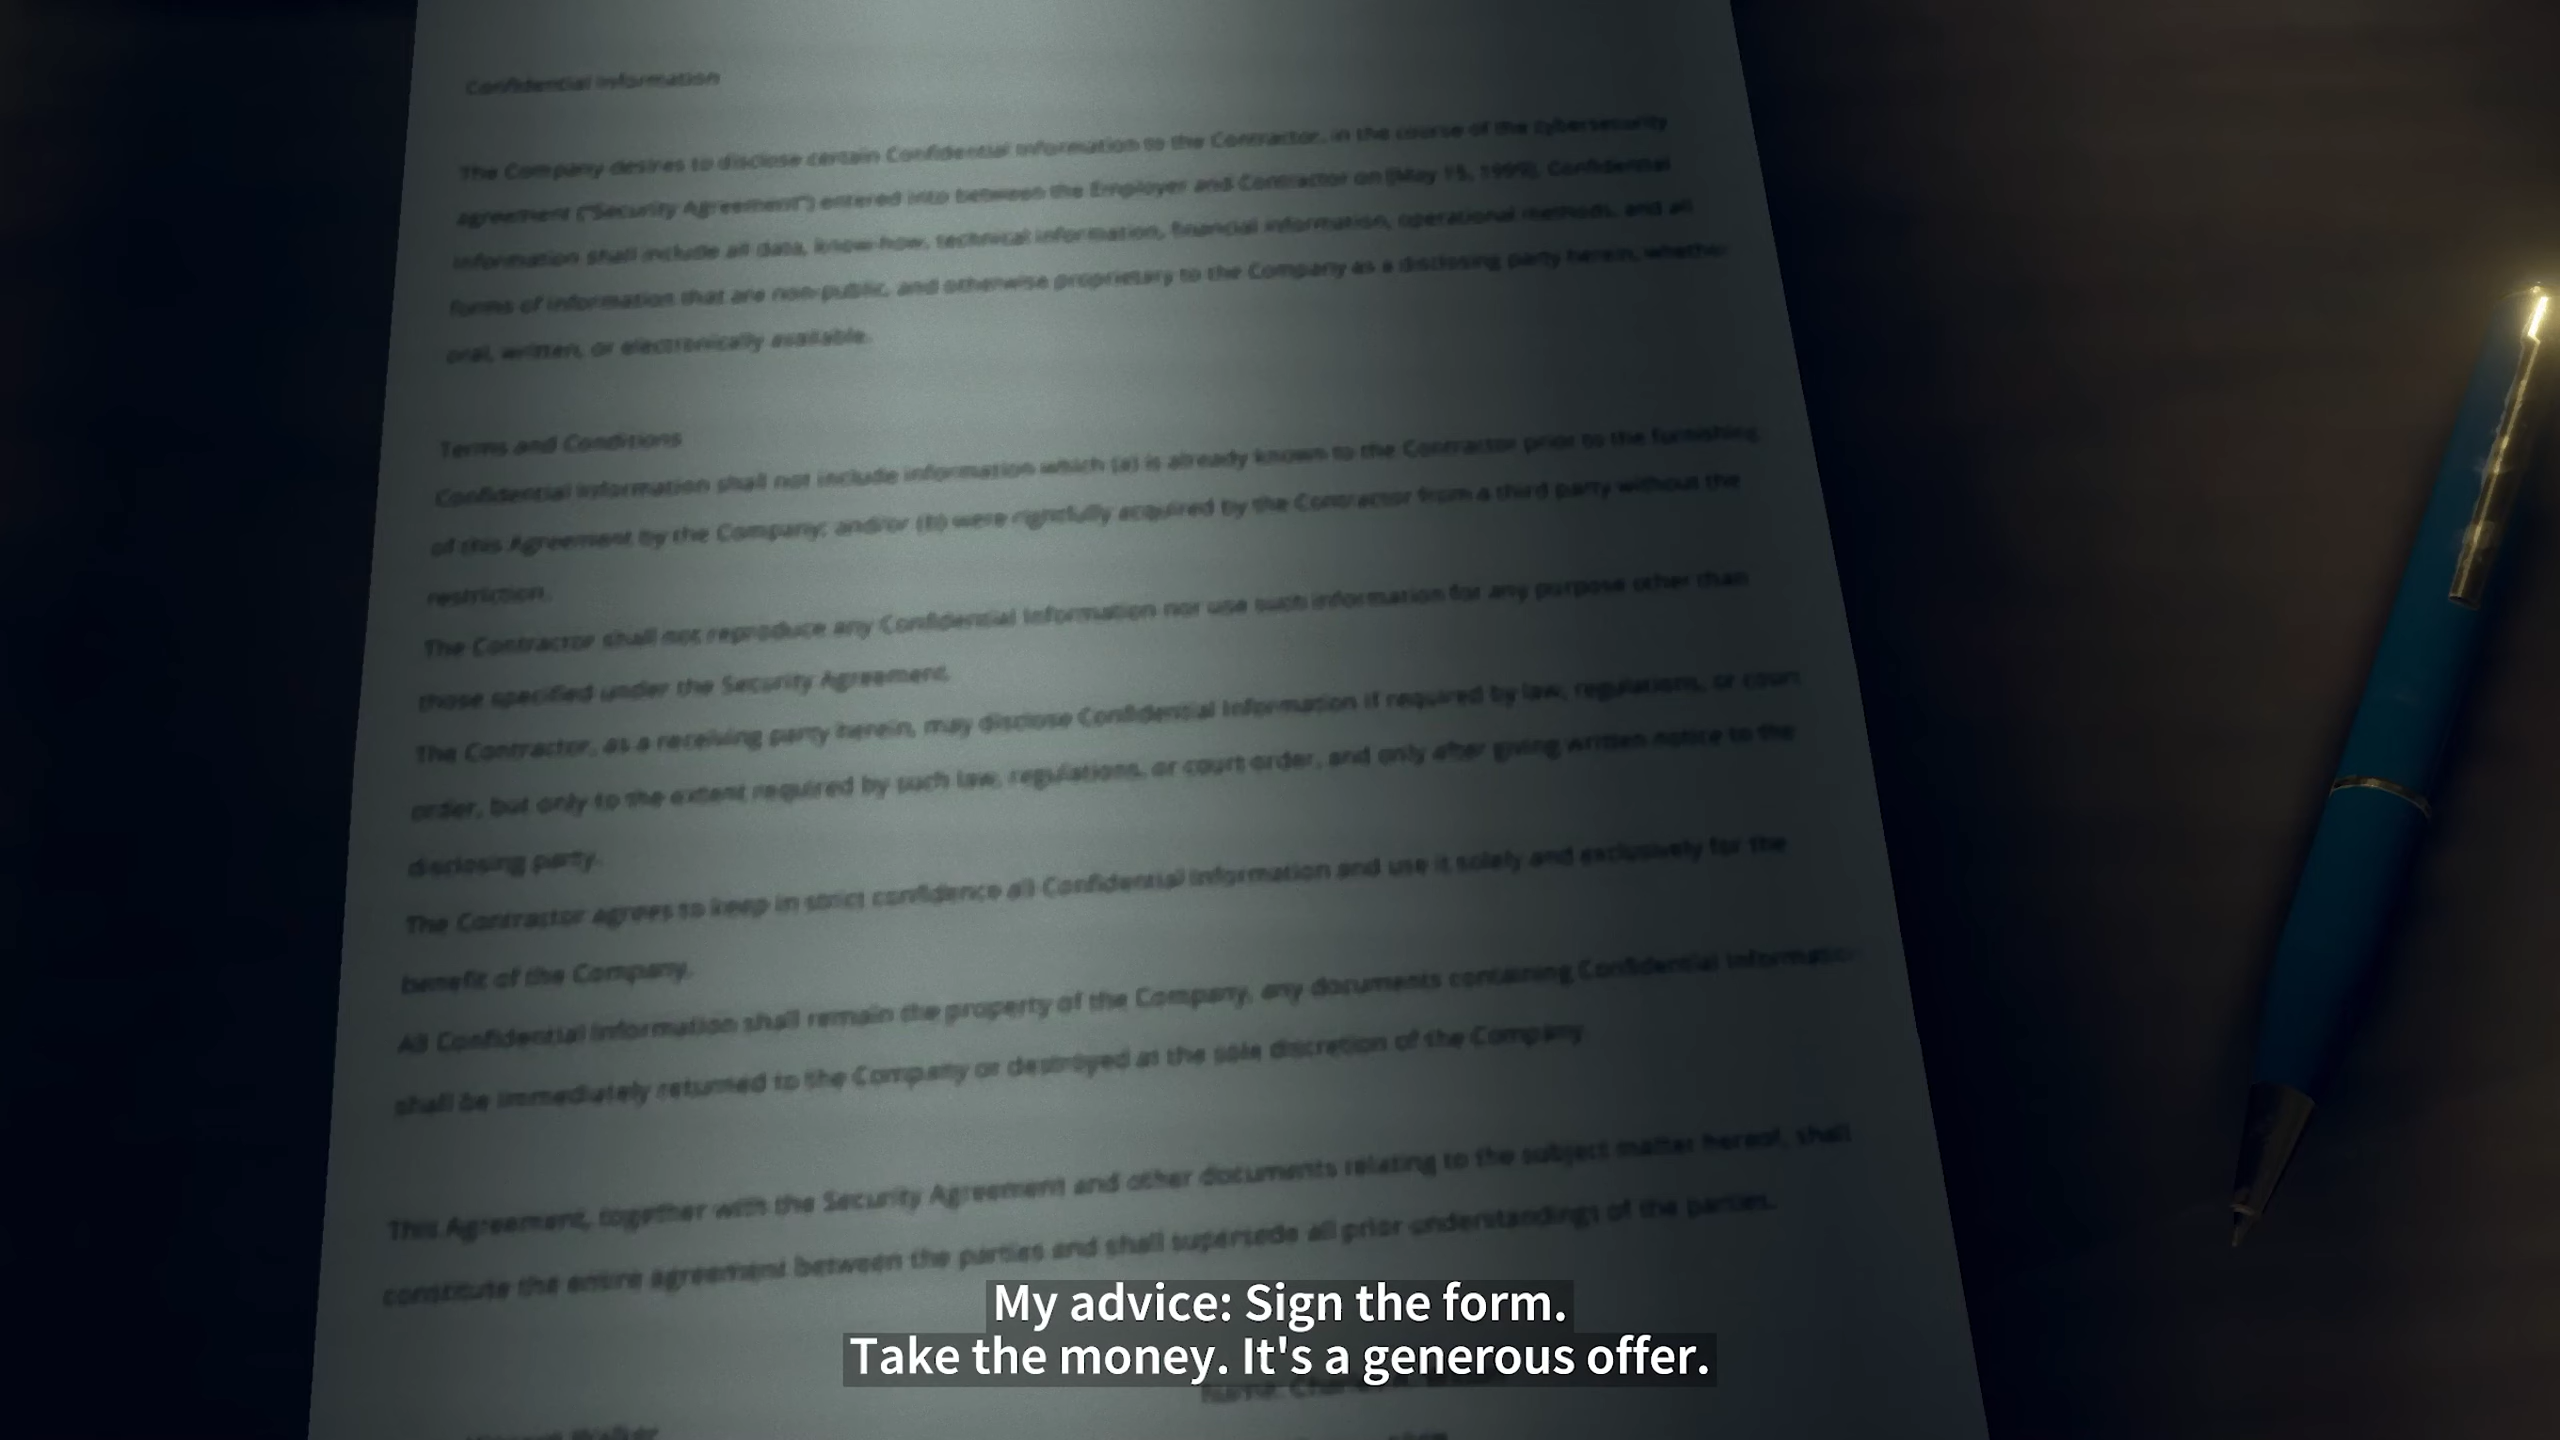 Confidential Information
The Company desires to disclose certain Confidential Information to the Contractor, in the course of the cybersecurity
agreement ("Security Agreement") entered into between the Employer and Contractor on (May 15, 1999). Confidential
Information shall include all data, know-how, technical information, financial information, operational methods, and all
forms of information that are non-public, and otherwise proprietary to the Company as a disclosing party herein, whether
oral, written, or electronically available.
Terms and Conditions
Confidential Information shall not include information which (a) is already known to the Contractor prior to the furnishing
of this Agreement by the Company; and/or (b) were rightfully acquired by the Contractor from a third party without the
restriction.
The Contractor shall not reproduce any Confidential Information nor use such information for any purpose other than
those specified under the Security Agreement.
The Contractor, as a receiving party herein, may disclose Confidential Information if required by law, regulations, or court
order, but only to the extent required by such law, regulations, or court order, and only after giving written notice to the
disclosing party.
The Contractor agrees to keep in strict confidence all Confidential Information and use it solely and exclusively for the
benefit of the Company.
All Confidential Information shall remain the property of the Company, any documents containing Confidential Information
shall be immediately returned to the Company or destroyed at the sole discretion of the Company
This Agreement, together with the Security Agreement and other documents relating to the subject matter hereof, shall
constitute the entire agreement between the parties and shall supersede all prior understandings of the parties.
My advice: Sign the form.
Take the money. It's a generous offer.
Name:
Walker